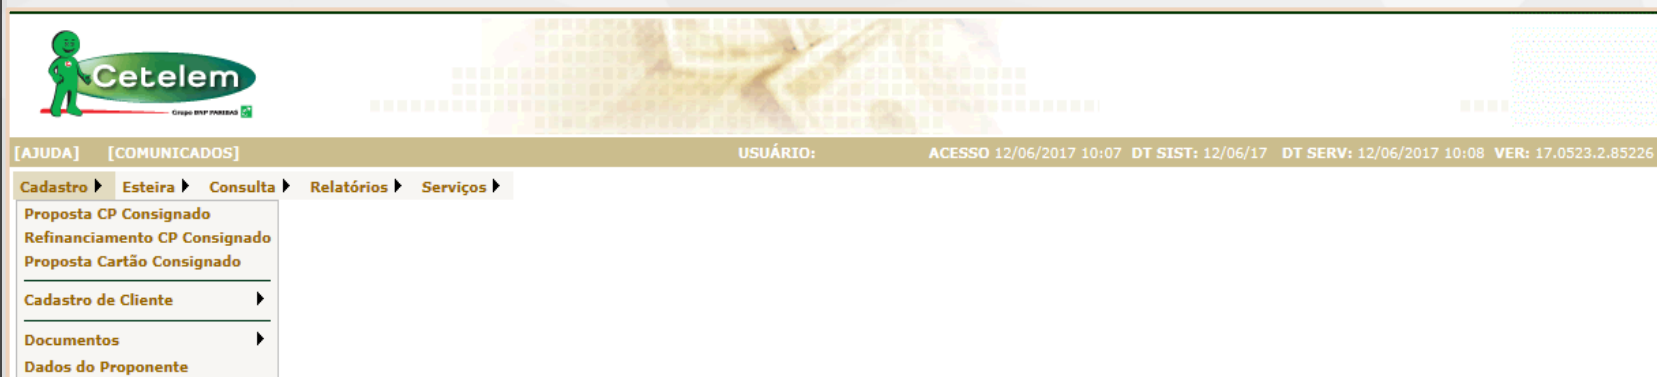 Cetelem
Grupo BNP PARIBAS
[AJUDA] [COMUNICADOS] USUÁRIO: ACESSO 12/06/2017 10:07 DT SIST: 12/06/17 DT SERV: 12/06/2017 10:08 VER: 17.0523.2.85226
Cadastro Esteira Consulta Relatórios Serviços
Proposta CP Consignado
Refinanciamento CP Consignado
Proposta Cartão Consignado
Cadastro de Cliente
Documentos
Dados do Proponente